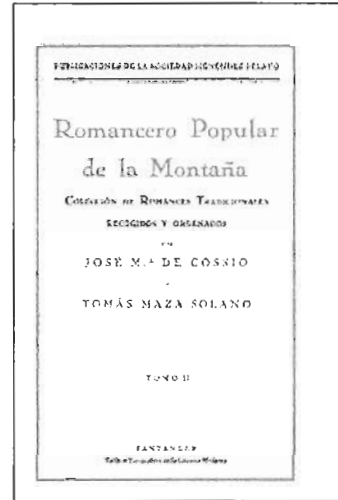 PUBLICACIONES DE LA SOCIEDAD MENÉNDEZ PELAYO
Romancero Popular
de la Montaña
COLECCIÓN DE ROMANCES TRADICIONALES
RECOGIDOS Y ORDENADOS
POR
JOSÉ M.ª DE COSSIO
Y
TOMÁS MAZA SOLANO
TOMO II
SANTANDER